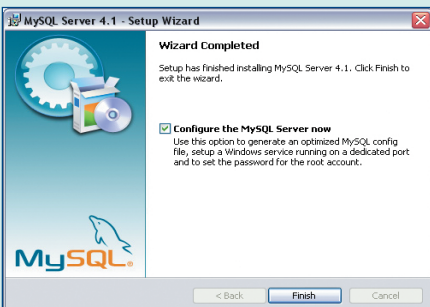 MySQL Server 4.1 - Setup Wizard
Wizard Completed
Setup has finished installing MySQL Server 4.1. Click Finish to
exit the wizard.
Configure the MySQL Server now
Use this option to generate an optimized MySQL config
file, setup a Windows service running on a dedicated port
and to set the password for the root account.
MySQL®
< Back
Finish
Cancel